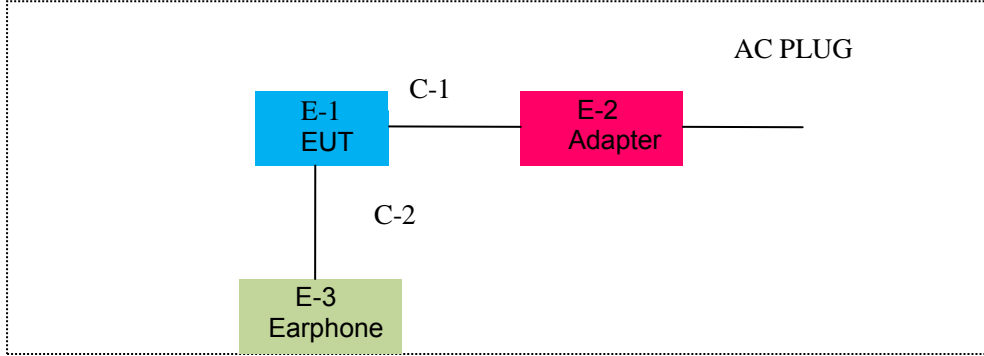 AC PLUG
C-1
E-1
EUT
E-2
Adapter
C-2
E-3
Earphone